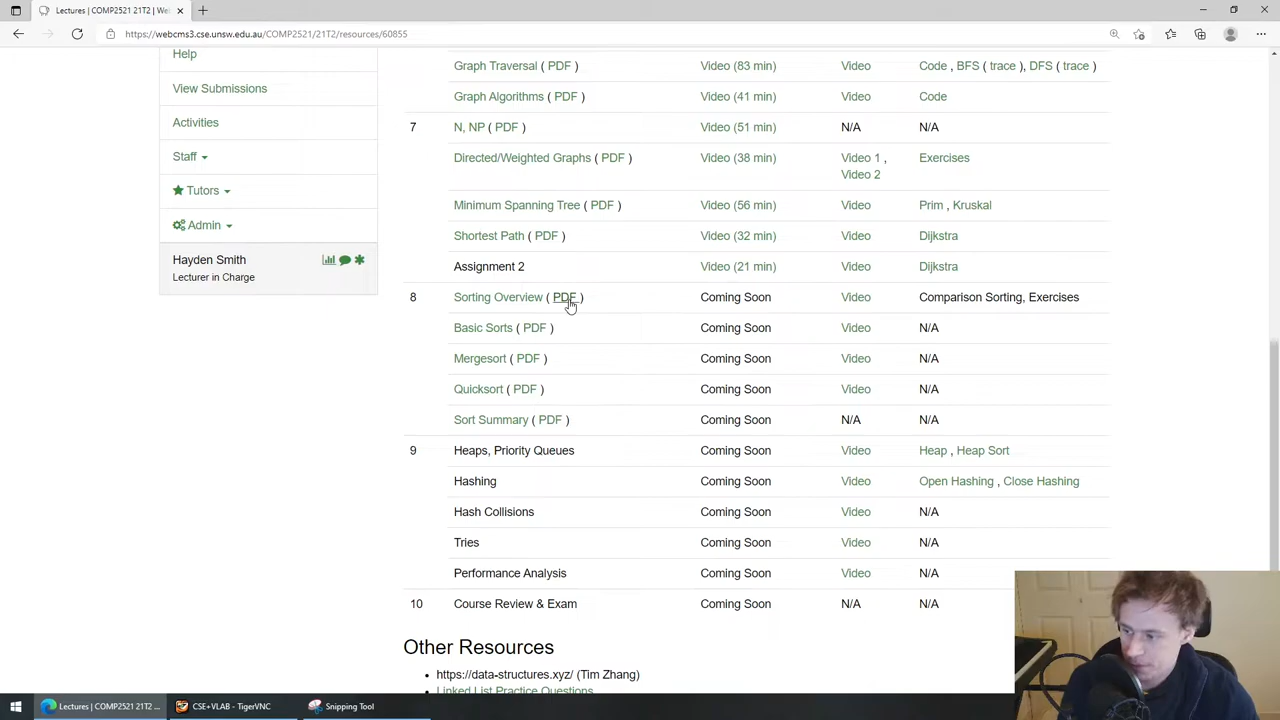 Lectures | COMP2521 21T2 | We
https://webcms3.cse.unsw.edu.au/COMP2521/21T2/resources/60855
Help
View Submissions
Activities
Staff
Tutors
Admin
Hayden Smith
Lecturer in Charge
Graph Traversal ( PDF ) Video (83 min) Video Code , BFS ( trace ), DFS ( trace )
Graph Algorithms ( PDF ) Video (41 min) Video Code
7 N, NP ( PDF ) Video (51 min) N/A N/A
Directed/Weighted Graphs ( PDF ) Video (38 min) Video 1 , Exercises
Video 2
Minimum Spanning Tree ( PDF ) Video (56 min) Video Prim , Kruskal
Shortest Path ( PDF ) Video (32 min) Video Dijkstra
Assignment 2 Video (21 min) Video Dijkstra
8 Sorting Overview ( PDF ) Coming Soon Video Comparison Sorting, Exercises
Basic Sorts ( PDF ) Coming Soon Video N/A
Mergesort ( PDF ) Coming Soon Video N/A
Quicksort ( PDF ) Coming Soon Video N/A
Sort Summary ( PDF ) Coming Soon N/A N/A
9 Heaps, Priority Queues Coming Soon Video Heap , Heap Sort
Hashing Coming Soon Video Open Hashing , Close Hashing
Hash Collisions Coming Soon Video N/A
Tries Coming Soon Video N/A
Performance Analysis Coming Soon Video N/A
10 Course Review & Exam Coming Soon N/A N/A
Other Resources
• https://data-structures.xyz/ (Tim Zhang)
• Linked List Practice Questions
Lectures | COMP2521 21T2 ...
CSE+VLAB - TigerVNC
Snipping Tool